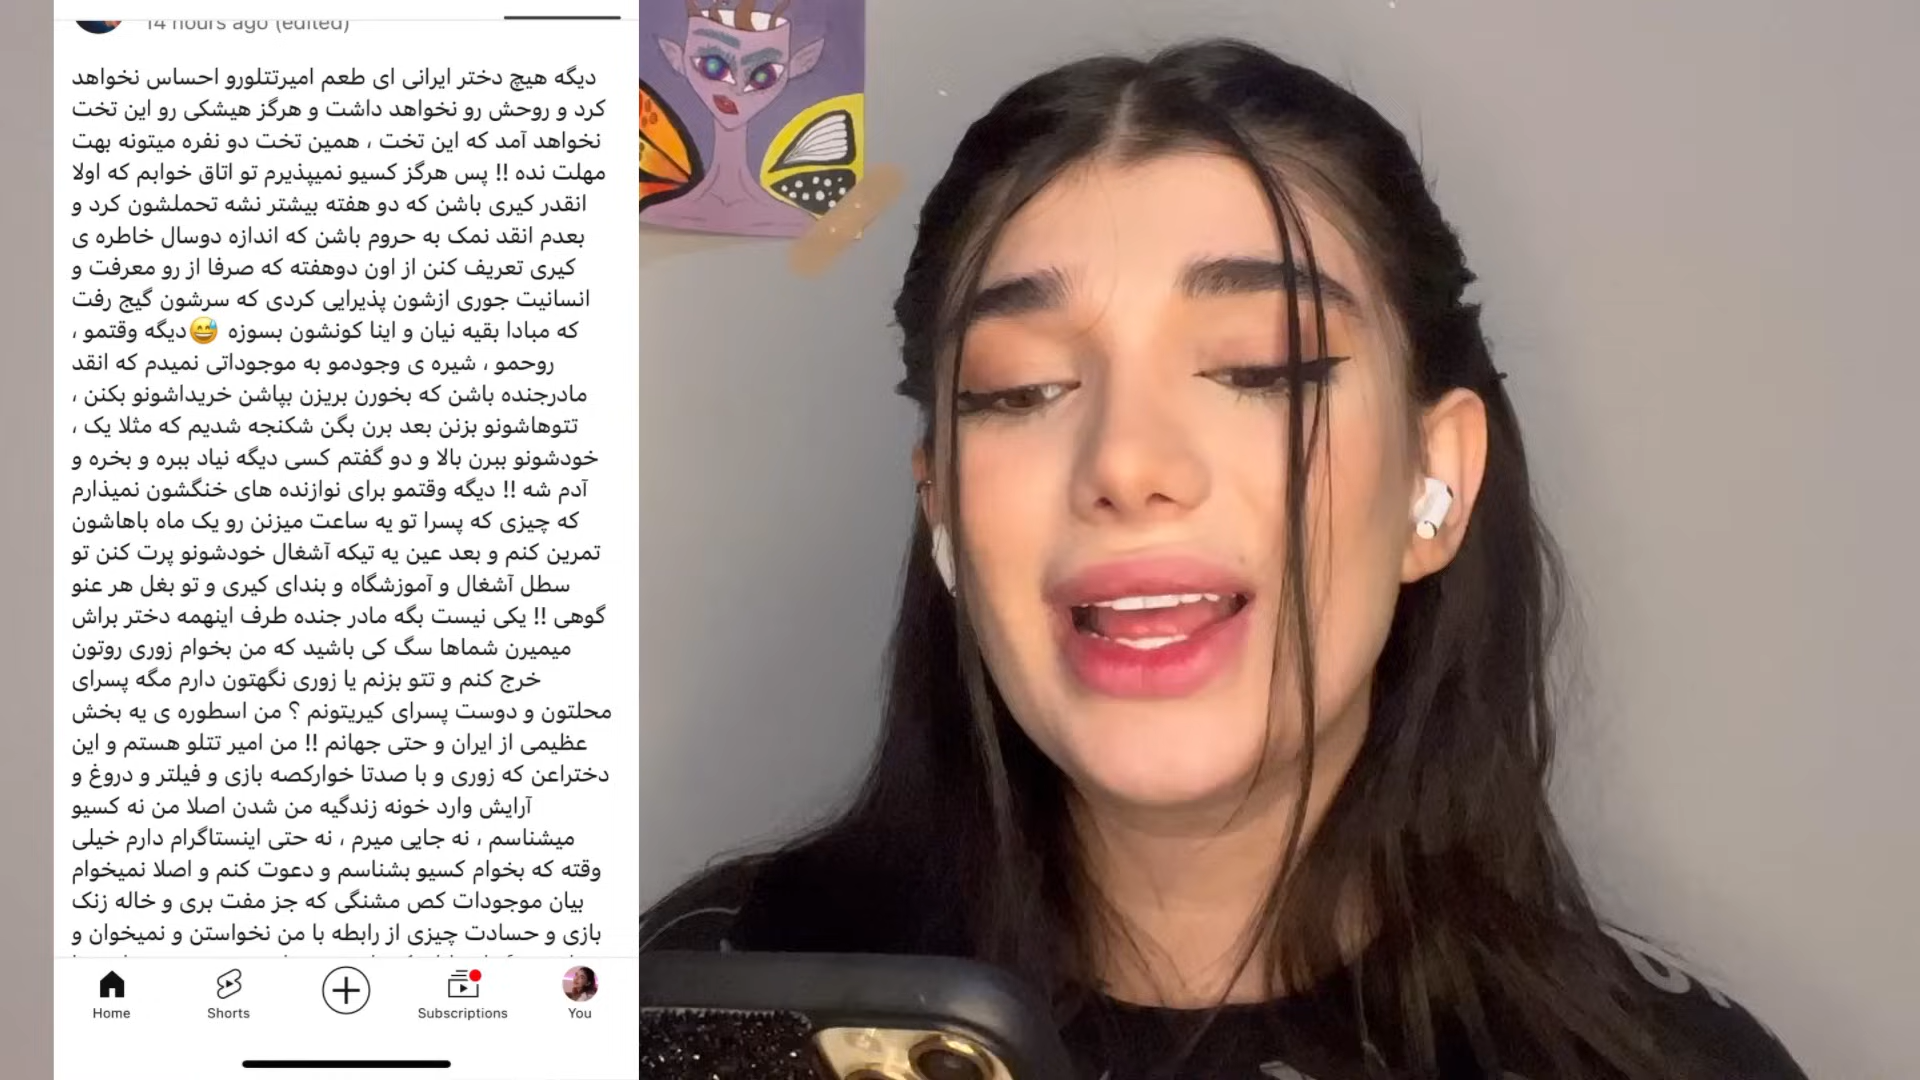 14 hours ago (edited)
دیگه هیچ دختر ایرانی ای طعم امیرتتلورو احساس نخواهد
کرد و روحش رو نخواهد داشت و هرگز هیشکی رو این تخت
نخواهد آمد که این تخت ، همین تخت دو نفره میتونه بهت
مهلت نده !! پس هرگز کسیو نمیپذیرم تو اتاق خوابم که اولا
انقدر کیری باشن که دو هفته بیشتر نشه تحملشون کرد و
بعدم انقد نمک به حروم باشن که اندازه دوسال خاطره ی
کیری تعریف کنن از اون دوهفته که صرفا از رو معرفت و
انسانیت جوری ازشون پذیرایی کردی که سرشون گیج رفت
که مبادا بقیه نیان و اینا کونشون بسوزه 😅دیگه وقتمو ،
روحمو ، شیره ی وجودمو به موجوداتی نمیدم که انقد
مادرجنده باشن که بخورن بریزن بپاشن خریداشونو بکنن ،
تتوهاشونو بزنن بعد برن بگن شکنجه شدیم که مثلا یک ،
خودشونو ببرن بالا و دو گفتم کسی دیگه نیاد ببره و بخره و
آدم شه !! دیگه وقتمو برای نوازنده های خنگشون نمیذارم
که چیزی که پسرا تو یه ساعت میزنن رو یک ماه باهاشون
تمرین کنم و بعد عین یه تیکه آشغال خودشونو پرت کنن تو
سطل آشغال و آموزشگاه و بندای کیری و تو بغل هر عنو
گوهی !! یکی نیست بگه مادر جنده طرف اینهمه دختر براش
میمیرن شماها سگ کی باشید که من بخوام زوری روتون
خرج کنم و تتو بزنم یا زوری نگهتون دارم مگه پسرای
محلتون و دوست پسرای کیریتونم ؟ من اسطوره ی یه بخش
عظیمی از ایران و حتی جهانم !! من امیر تتلو هستم و این
دختراعن که زوری و با صدتا خوارکصه بازی و فیلتر و دروغ و
آرایش وارد خونه زندگیه من شدن اصلا من نه کسیو
میشناسم ، نه جایی میرم ، نه حتی اینستاگرام دارم خیلی
وقته که بخوام کسیو بشناسم و دعوت کنم و اصلا نمیخوام
بیان موجودات کص مشنگی که جز مفت بری و خاله زنک
بازی و حسادت چیزی از رابطه با من نخواستن و نمیخوان و
Home
Shorts
Subscriptions
You